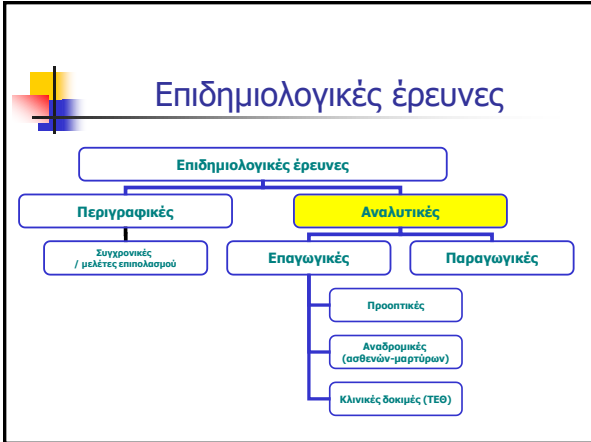 Επιδημιολογικές έρευνες
Επιδημιολογικές έρευνες
Περιγραφικές
Αναλυτικές
Συγχρονικές
/ μελέτες επιπολασμού
Επαγωγικές
Παραγωγικές
Προοπτικές
Αναδρομικές
(ασθενών-μαρτύρων)
Κλινικές δοκιμές (ΤΕΘ)